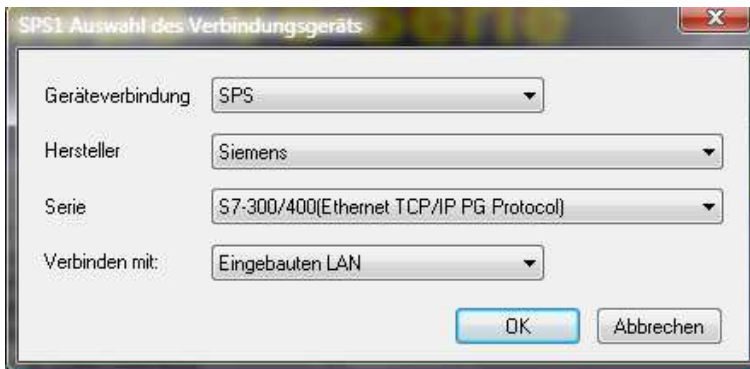 SPS1 Auswahl des Verbindungsgeräts
Geräteverbindung SPS
Hersteller Siemens
Serie S7-300/400(Ethernet TCP/IP PG Protocol)
Verbinden mit: Eingebauten LAN
OK Abbrechen